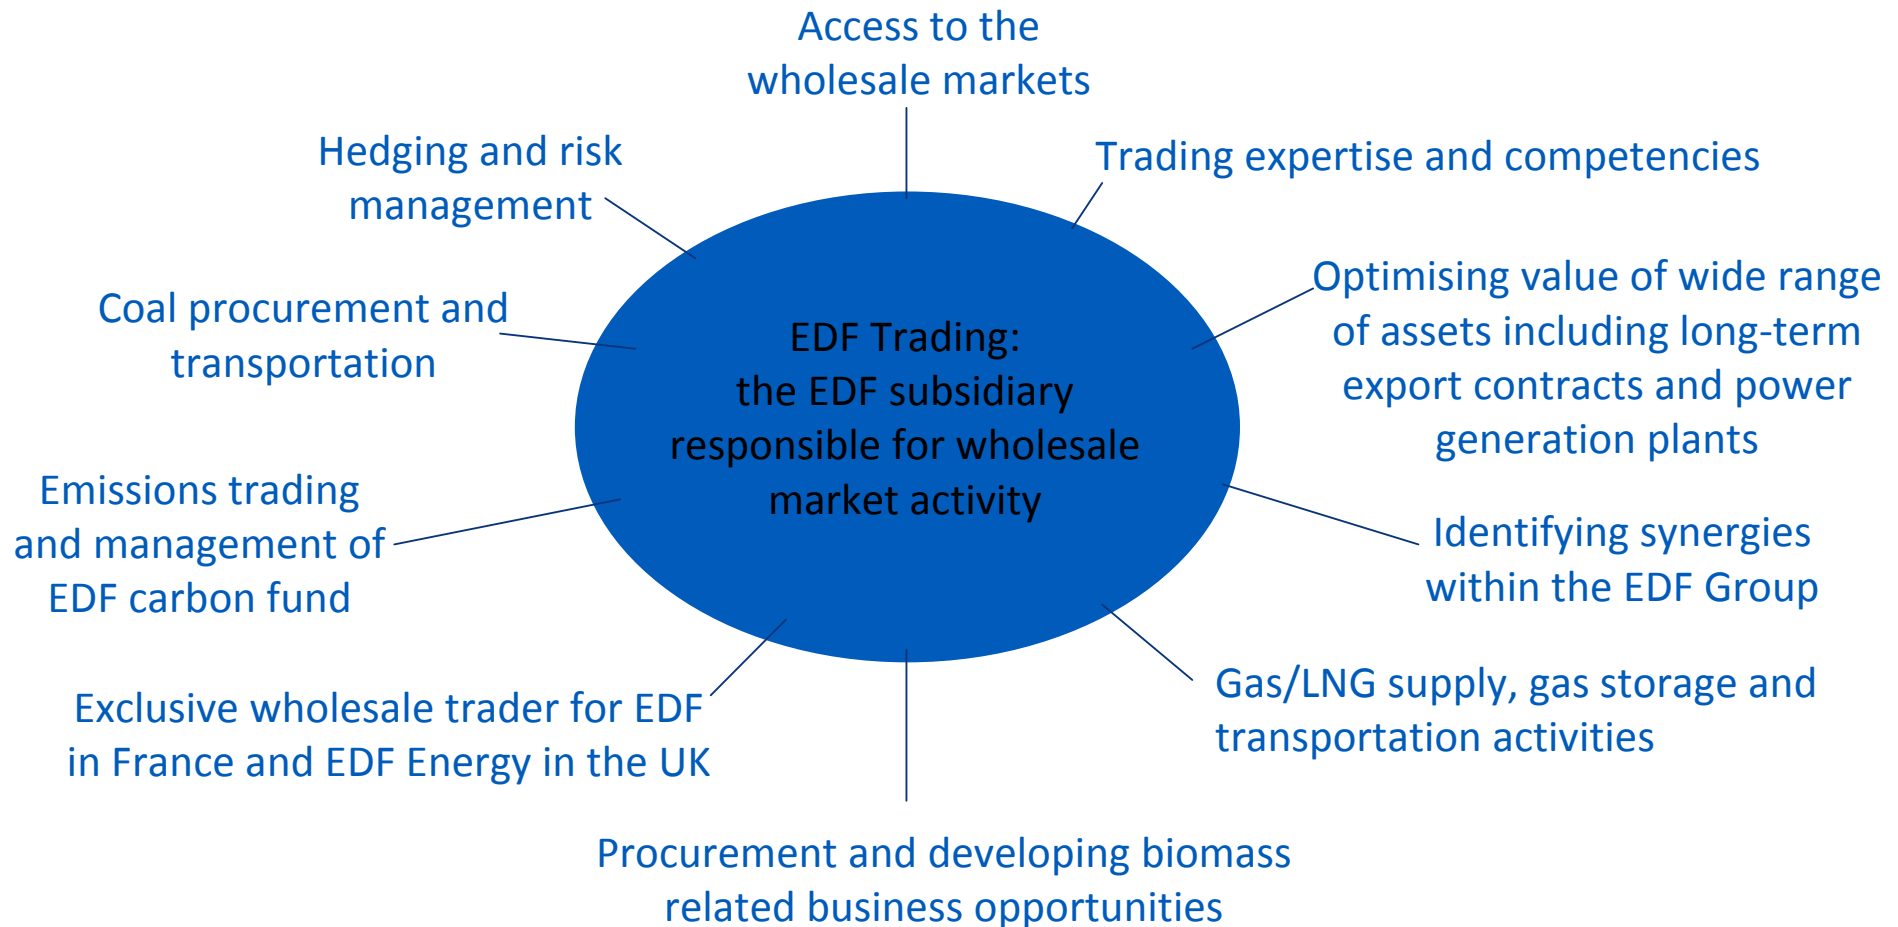 Access to the
wholesale markets
Hedging and risk
management
Trading expertise and competencies
Coal procurement and
transportation
Optimising value of wide range
of assets including long-term
export contracts and power
generation plants
EDF Trading:
the EDF subsidiary
responsible for wholesale
market activity
Emissions trading
and management of
EDF carbon fund
Identifying synergies
within the EDF Group
Exclusive wholesale trader for EDF
in France and EDF Energy in the UK
Gas/LNG supply, gas storage and
transportation activities
Procurement and developing biomass
related business opportunities